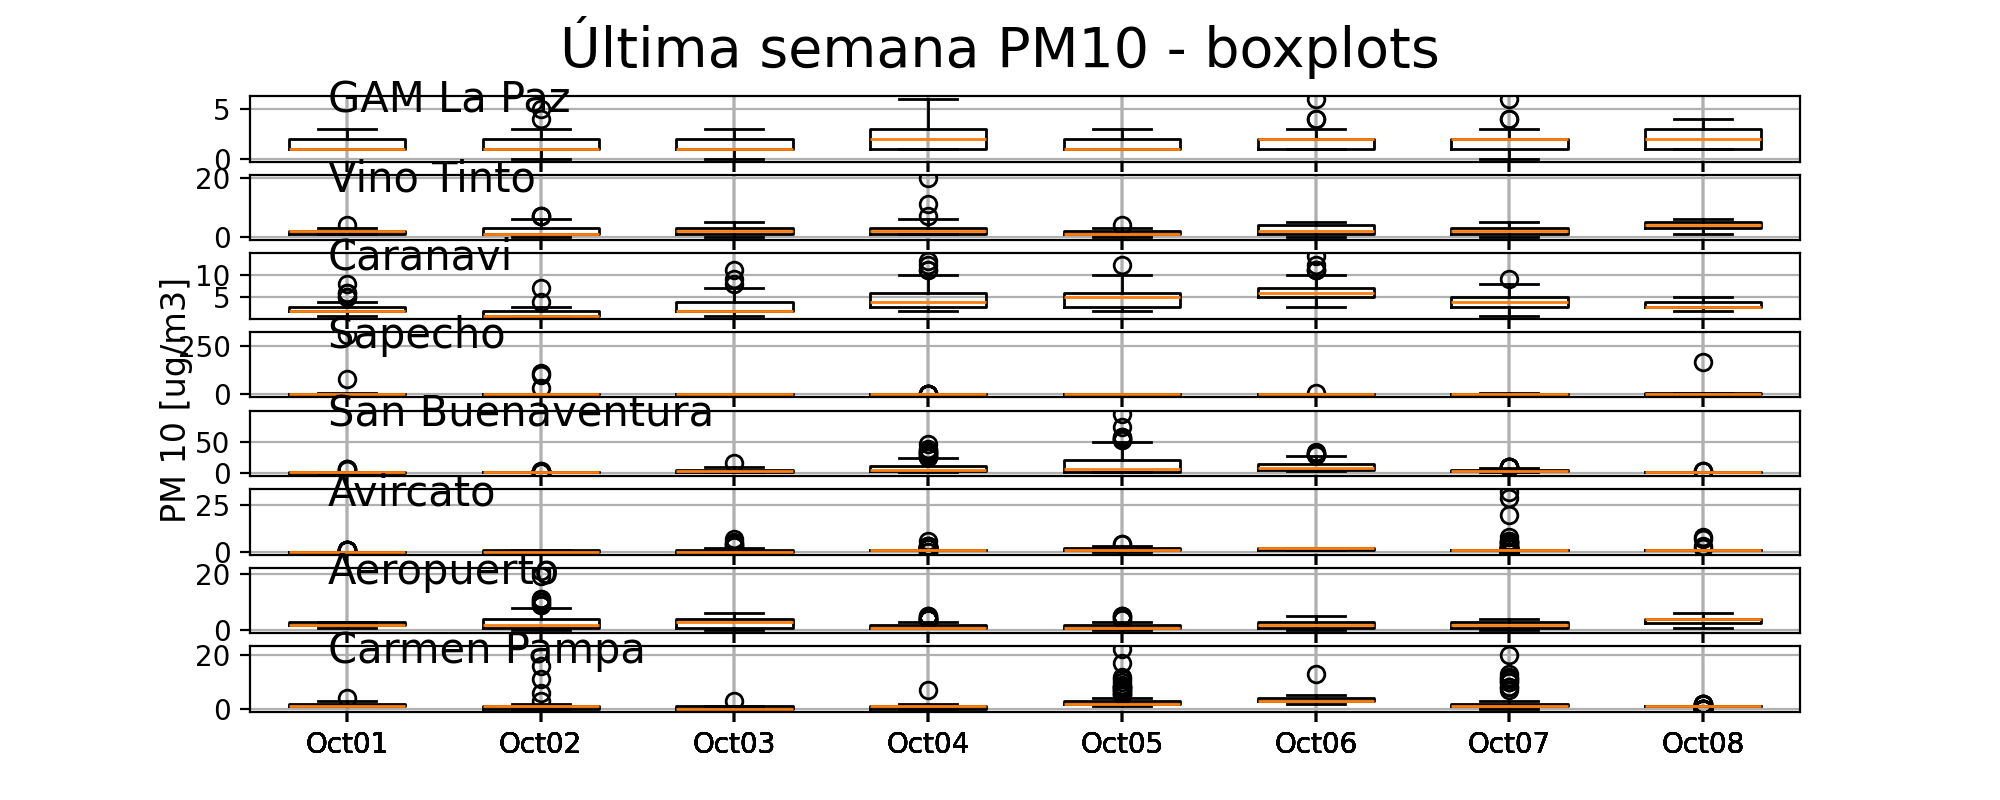 Última semana PM10 - boxplots
GAM La Paz
5
0
Vino Tinto
20
0
Caranavi
10
5
Sapecho
250
0
San Buenaventura
50
0
Avircato
25
0
Aeropuerto
20
0
Carmen Pampa
20
0
PM 10 [ug/m3]
Oct01 Oct02 Oct03 Oct04 Oct05 Oct06 Oct07 Oct08